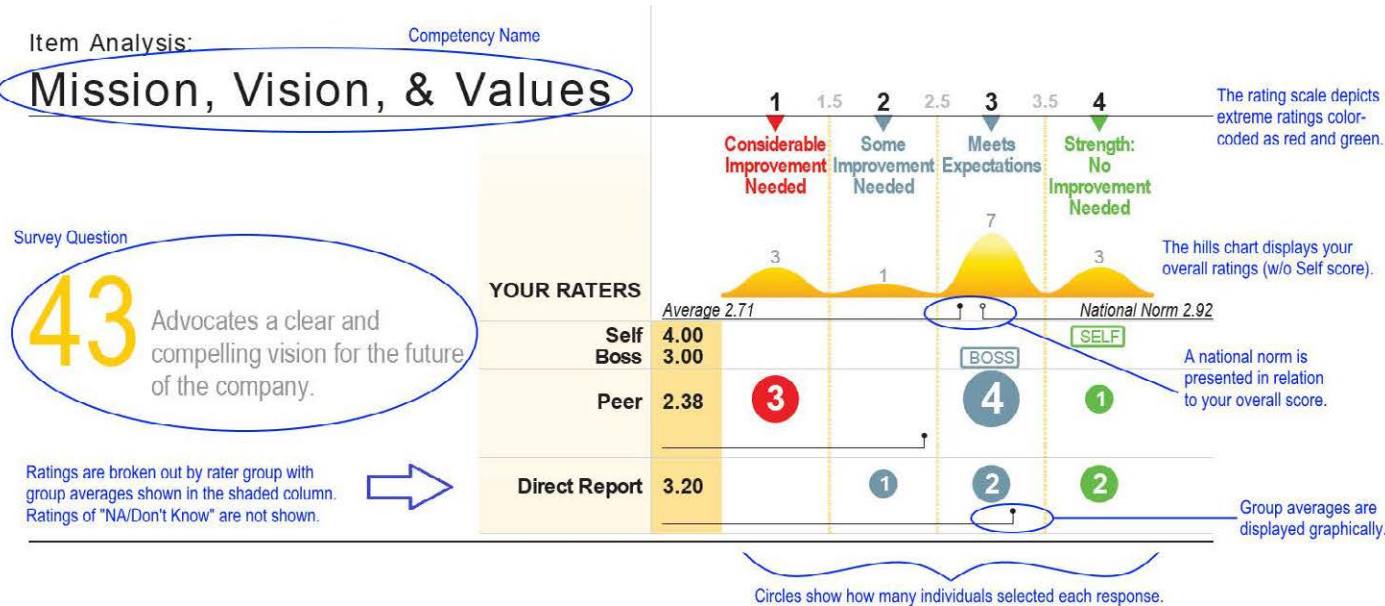 Item Analysis:
Competency Name
Mission, Vision, & Values
1 1.5 2 2.5 3 3.5 4
Considerable
Improvement
Needed
Some
Improvement
Needed
Meets
Expectations
Strength:
No
Improvement
Needed
The rating scale depicts
extreme ratings color-
coded as red and green.
Survey Question
43
Advocates a clear and
compelling vision for the future
of the company.
3 1 7 3
The hills chart displays your
overall ratings (w/o Self score).
YOUR RATERS
Average 2.71
National Norm 2.92
Self 4.00 SELF
Boss 3.00 BOSS
A national norm is
presented in relation
to your overall score.
Peer 2.38 3 4 1
Ratings are broken out by rater group with
group averages shown in the shaded column.
Ratings of "NA/Don't Know" are not shown.
Direct Report 3.20 1 2 2
Group averages are
displayed graphically.
Circles show how many individuals selected each response.